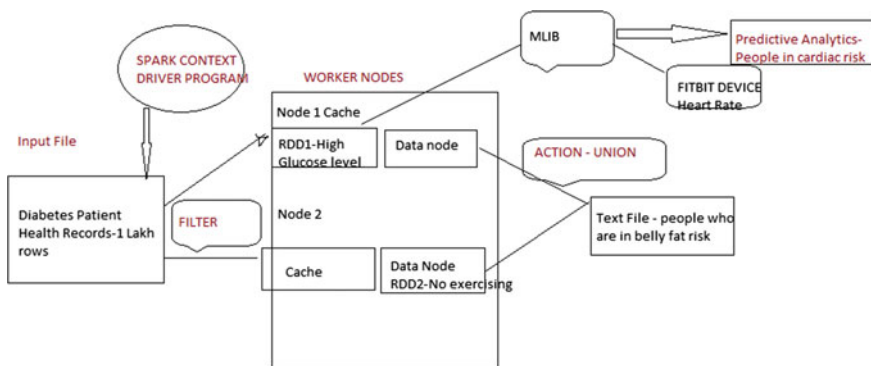 SPARK CONTEXT
DRIVER PROGRAM
Input File
Diabetes Patient
Health Records-1 Lakh
rows
FILTER
WORKER NODES
Node 1 Cache
RDD1-High
Glucose level
Data node
Node 2
Cache
Data Node
RDD2-No exercising
MLIB
Predictive Analytics-
People in cardiac risk
FITBIT DEVICE
Heart Rate
ACTION - UNION
Text File - people who
are in belly fat risk